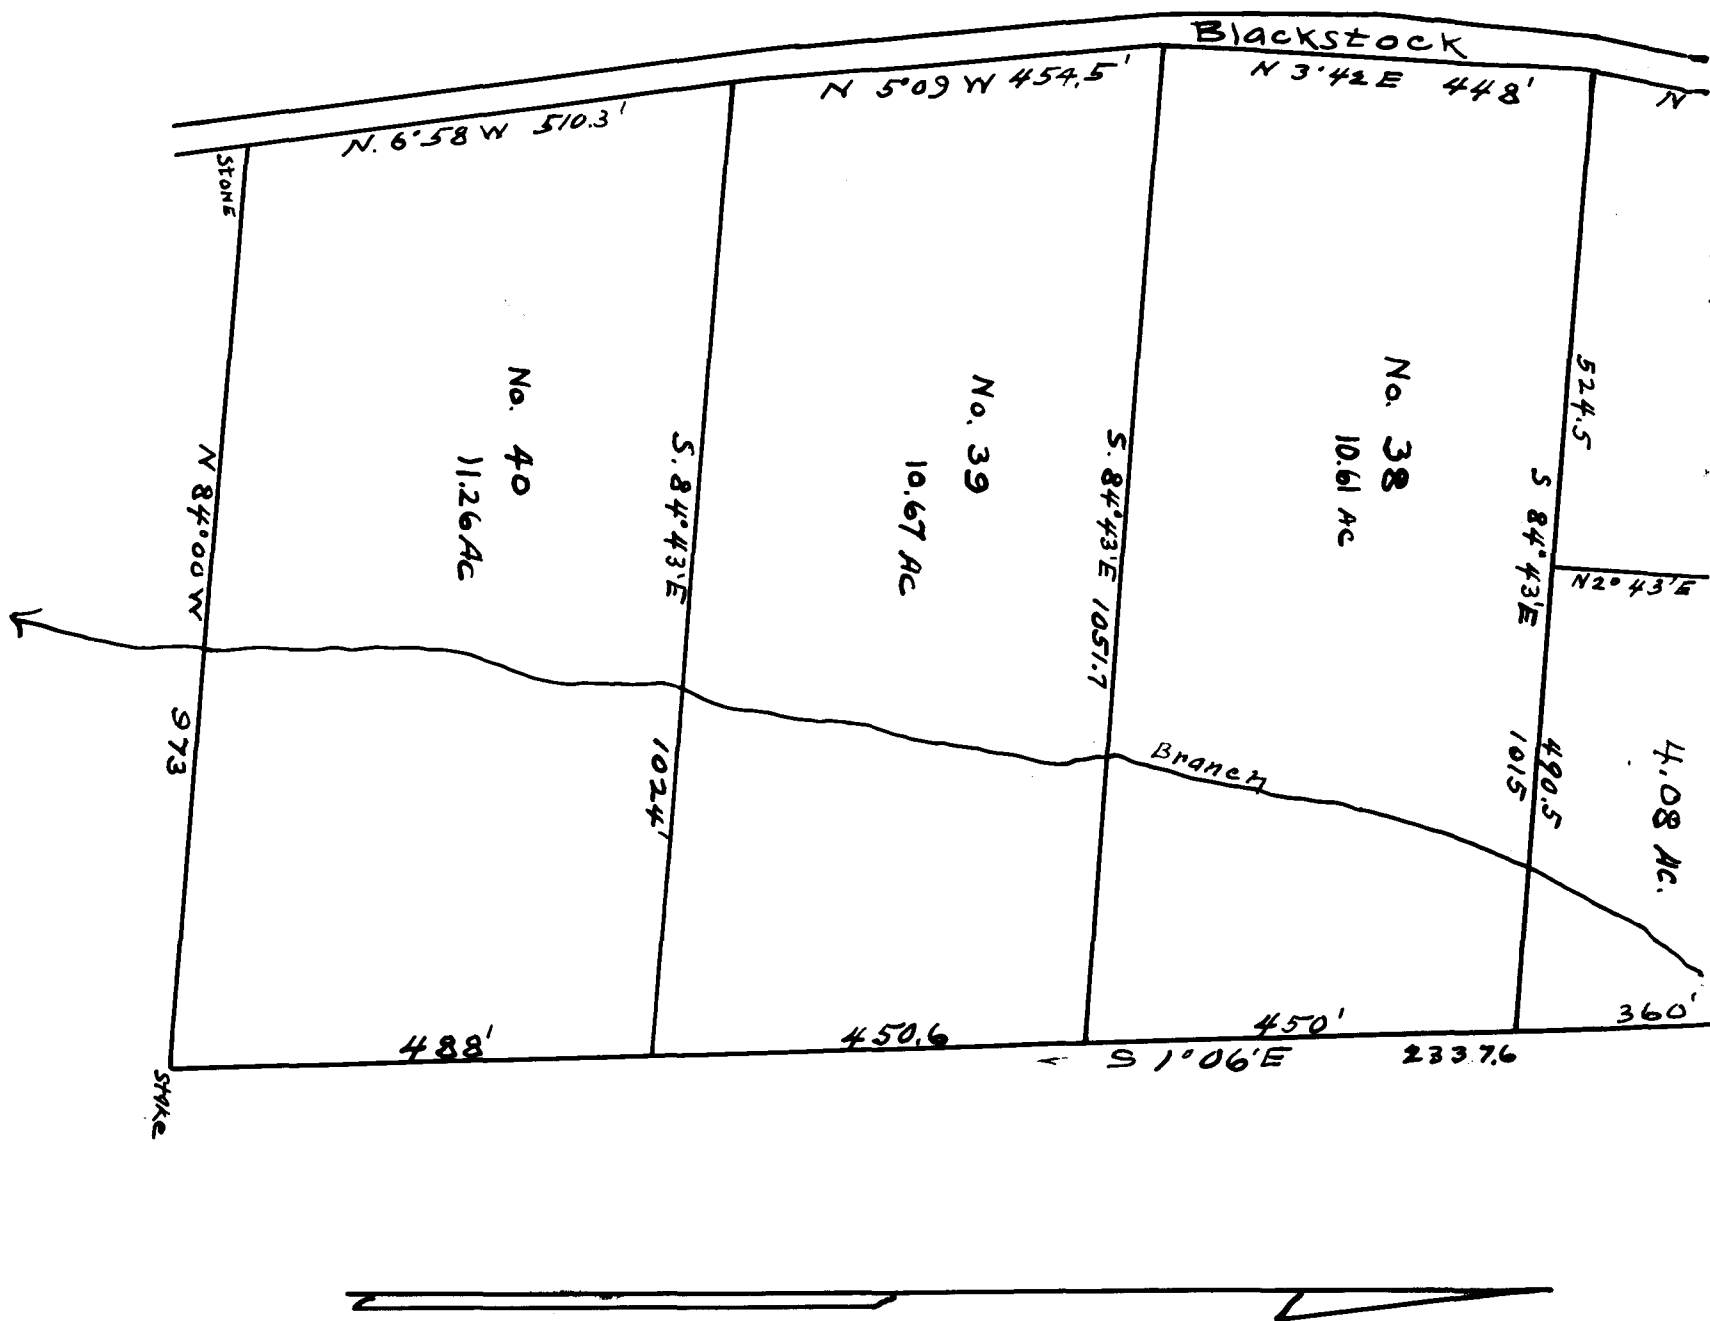 Blackstock
N. 6°58 W 510.3'
N 5°09 W 454.5'
N 3°42 E 448'
N
STONE
N 84°00 W 973
No. 40
11.26 AC
S. 84°43'E 1024'
No. 39
10.67 AC
S. 84°43'E 1051.7
No. 38
10.61 AC
524.5
S 84°43'E 1015
490.5
N 2° 43'E
4.08 AC.
Branch
488'
450.6
450'
360'
← S 1°06'E 2337.6
STAKE